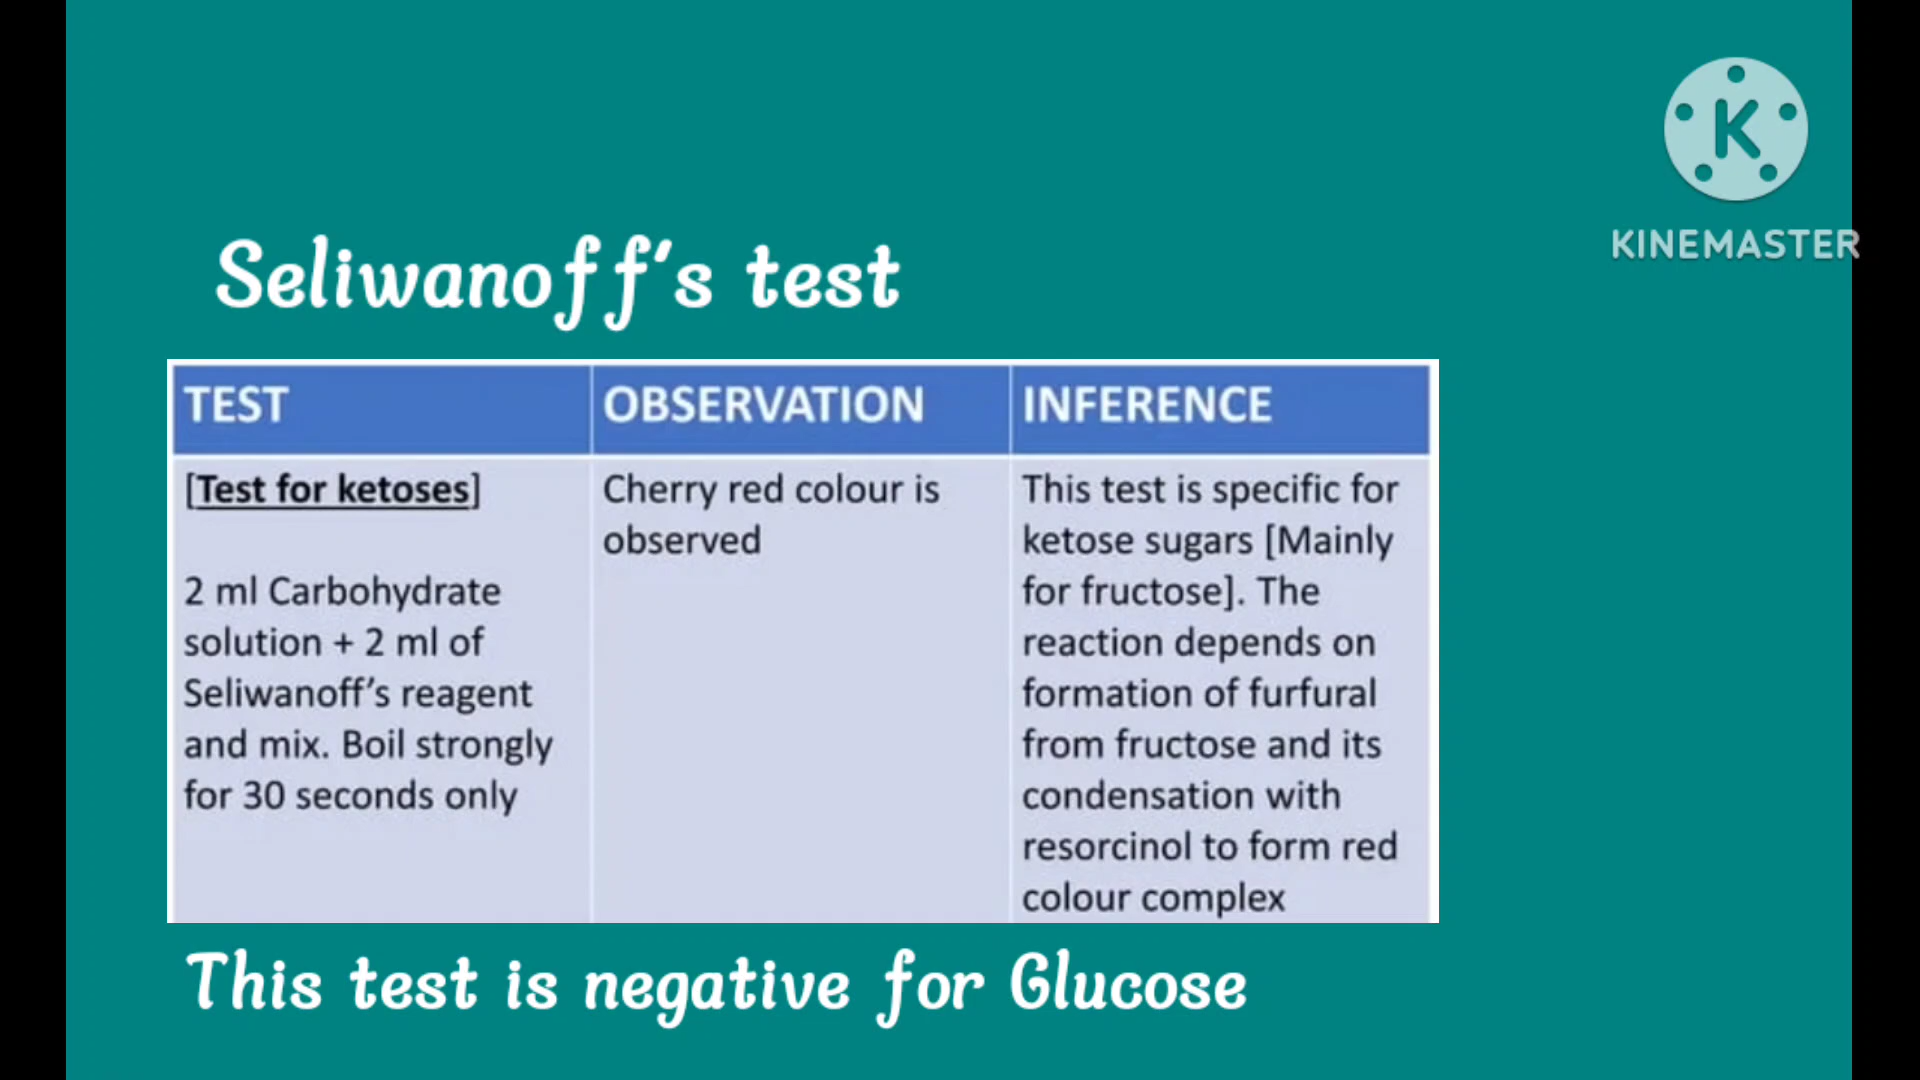 KINEMASTER
Seliwanoff's test
TEST
OBSERVATION
INFERENCE
[Test for ketoses]
2 ml Carbohydrate
solution + 2 ml of
Seliwanoff's reagent
and mix. Boil strongly
for 30 seconds only
Cherry red colour is
observed
This test is specific for
ketose sugars [Mainly
for fructose]. The
reaction depends on
formation of furfural
from fructose and its
condensation with
resorcinol to form red
colour complex
This test is negative for Glucose